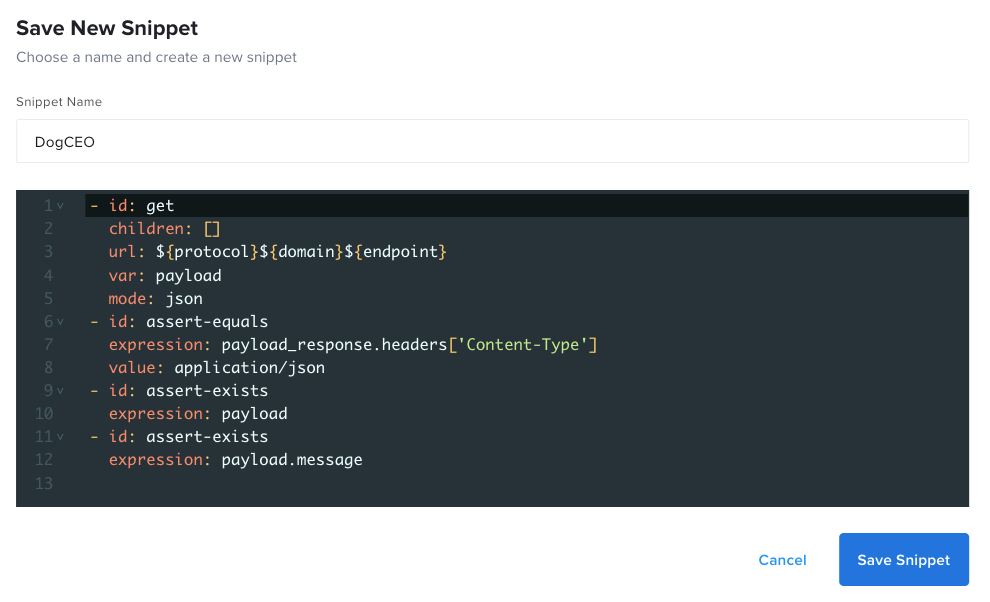 Save New Snippet
Choose a name and create a new snippet
Snippet Name
DogCEO
1 - id: get
2 children: []
3 url: ${protocol}${domain}${endpoint}
4 var: payload
5 mode: json
6 - id: assert-equals
7 expression: payload_response.headers['Content-Type']
8 value: application/json
9 - id: assert-exists
10 expression: payload
11 - id: assert-exists
12 expression: payload.message
13
Cancel Save Snippet